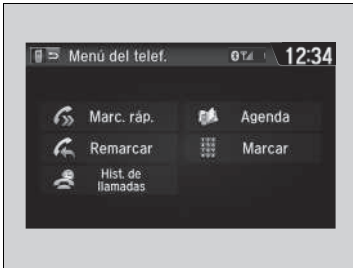 Menú del telef.
12:34
Marc. ráp.
Agenda
Remarcar
Marcar
Hist. de
llamadas